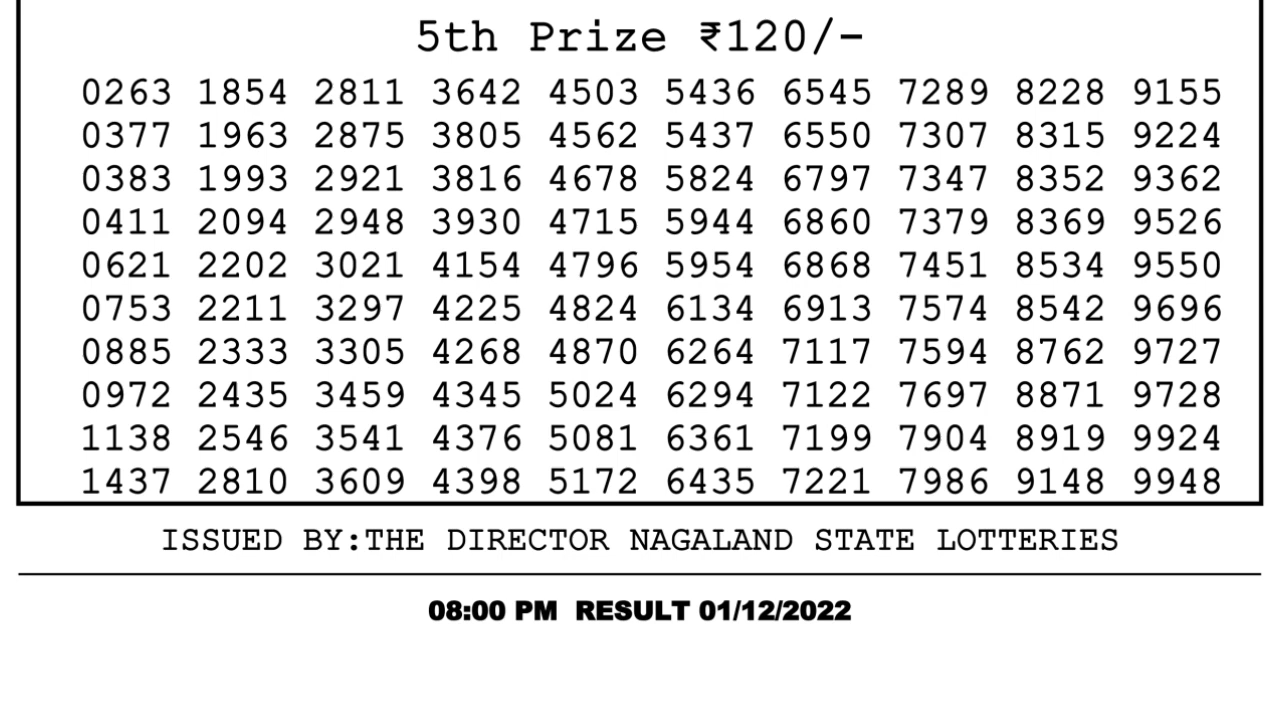 5th Prize ₹120/-
0263 1854 2811 3642 4503 5436 6545 7289 8228 9155
0377 1963 2875 3805 4562 5437 6550 7307 8315 9224
0383 1993 2921 3816 4678 5824 6797 7347 8352 9362
0411 2094 2948 3930 4715 5944 6860 7379 8369 9526
0621 2202 3021 4154 4796 5954 6868 7451 8534 9550
0753 2211 3297 4225 4824 6134 6913 7574 8542 9696
0885 2333 3305 4268 4870 6264 7117 7594 8762 9727
0972 2435 3459 4345 5024 6294 7122 7697 8871 9728
1138 2546 3541 4376 5081 6361 7199 7904 8919 9924
1437 2810 3609 4398 5172 6435 7221 7986 9148 9948
ISSUED BY:THE DIRECTOR NAGALAND STATE LOTTERIES
08:00 PM RESULT 01/12/2022